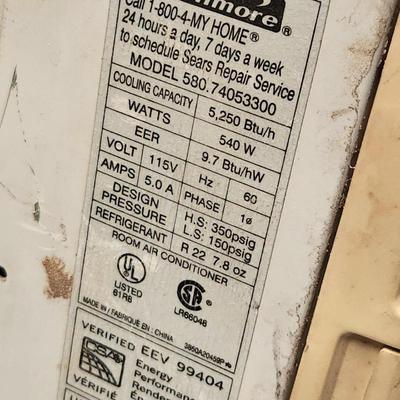 Call 1-800-4-MY HOME®
24 hours a day, 7 days a week
to schedule Sears Repair Service
MODEL 580.74053300
COOLING CAPACITY 5,250 Btu/h
WATTS 540 W
EER 9.7 Btu/hW
VOLT 115V Hz 60
AMPS 5.0 A PHASE 1ø
DESIGN PRESSURE H.S: 350psig L.S: 150psig
REFRIGERANT R 22 7.8 oz
ROOM AIR CONDITIONER
UL ®
LISTED
61R8
LR66048
MADE IN / FABRIQUÉ EN : CHINA
VERIFIED EEV 99404
Energy
Performance
VÉRIFIÉ